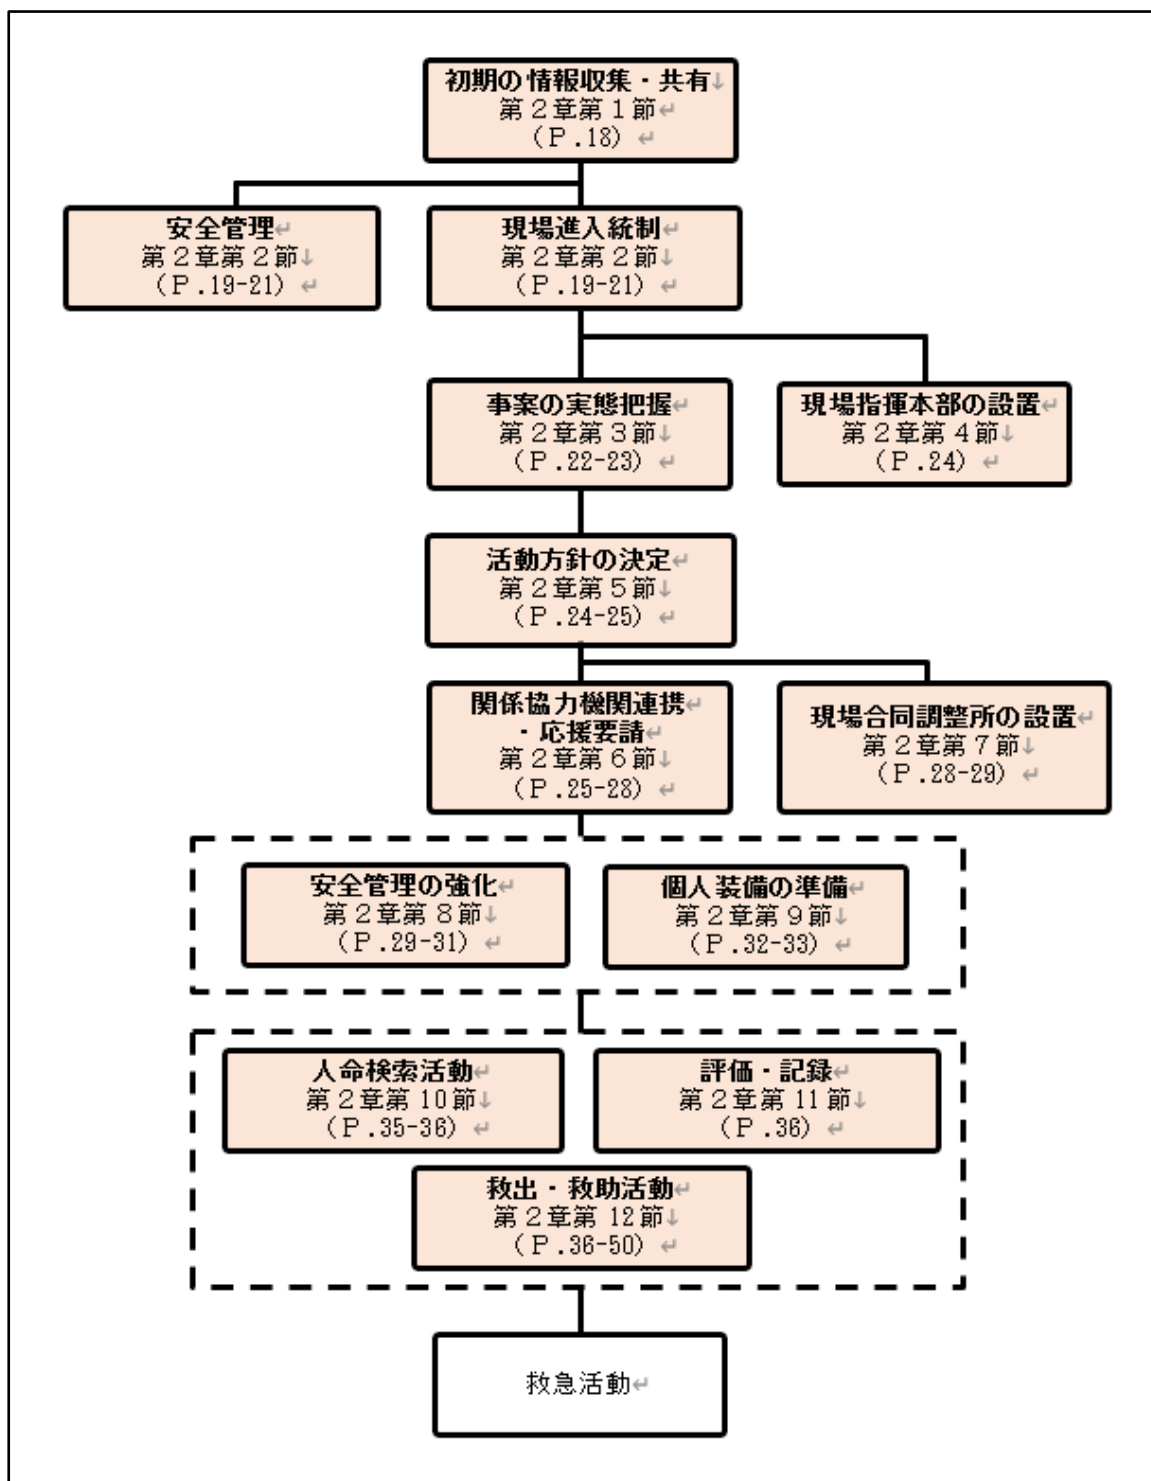 初期の情報収集・共有↓
第２章第１節↵
（Ｐ.18）↵
安全管理↵
第２章第２節↓
（Ｐ.19-21）↵
現場進入統制↵
第２章第２節↓
（Ｐ.19-21）↵
事案の実態把握↵
第２章第３節↓
（Ｐ.22-23）↵
現場指揮本部の設置↵
第２章第４節↓
（Ｐ.24）↵
活動方針の決定↵
第２章第５節↓
（Ｐ.24-25）↵
関係協力機関連携↵
・応援要請↵
第２章第６節↓
（Ｐ.25-28）↵
現場合同調整所の設置↵
第２章第７節↓
（Ｐ.28-29）↵
安全管理の強化↵
第２章第８節↓
（Ｐ.29-31）↵
個人装備の準備↵
第２章第９節↓
（Ｐ.32-33）↵
人命検索活動↵
第２章第10節↓
（Ｐ.35-36）↵
評価・記録↵
第２章第11節↓
（Ｐ.36）↵
救出・救助活動↵
第２章第12節↓
（Ｐ.36-50）↵
救急活動↵